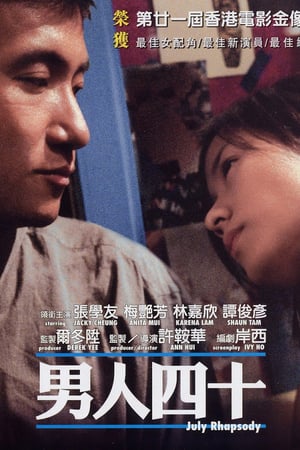 榮獲 第廿一屆香港電影金像
最佳女配角/最佳新演員/最佳
領銜主演 張學友 梅艷芳 林嘉欣 譚俊彥
starring JACKY CHEUNG ANITA MUI KARENA LAM SHAUN TAM
監製 爾冬陞 監製/導演 許鞍華 編劇 岸西
producer DEREK YEE producer/director ANN HUI screenplay IVY HO
男人四十
July Rhapsody